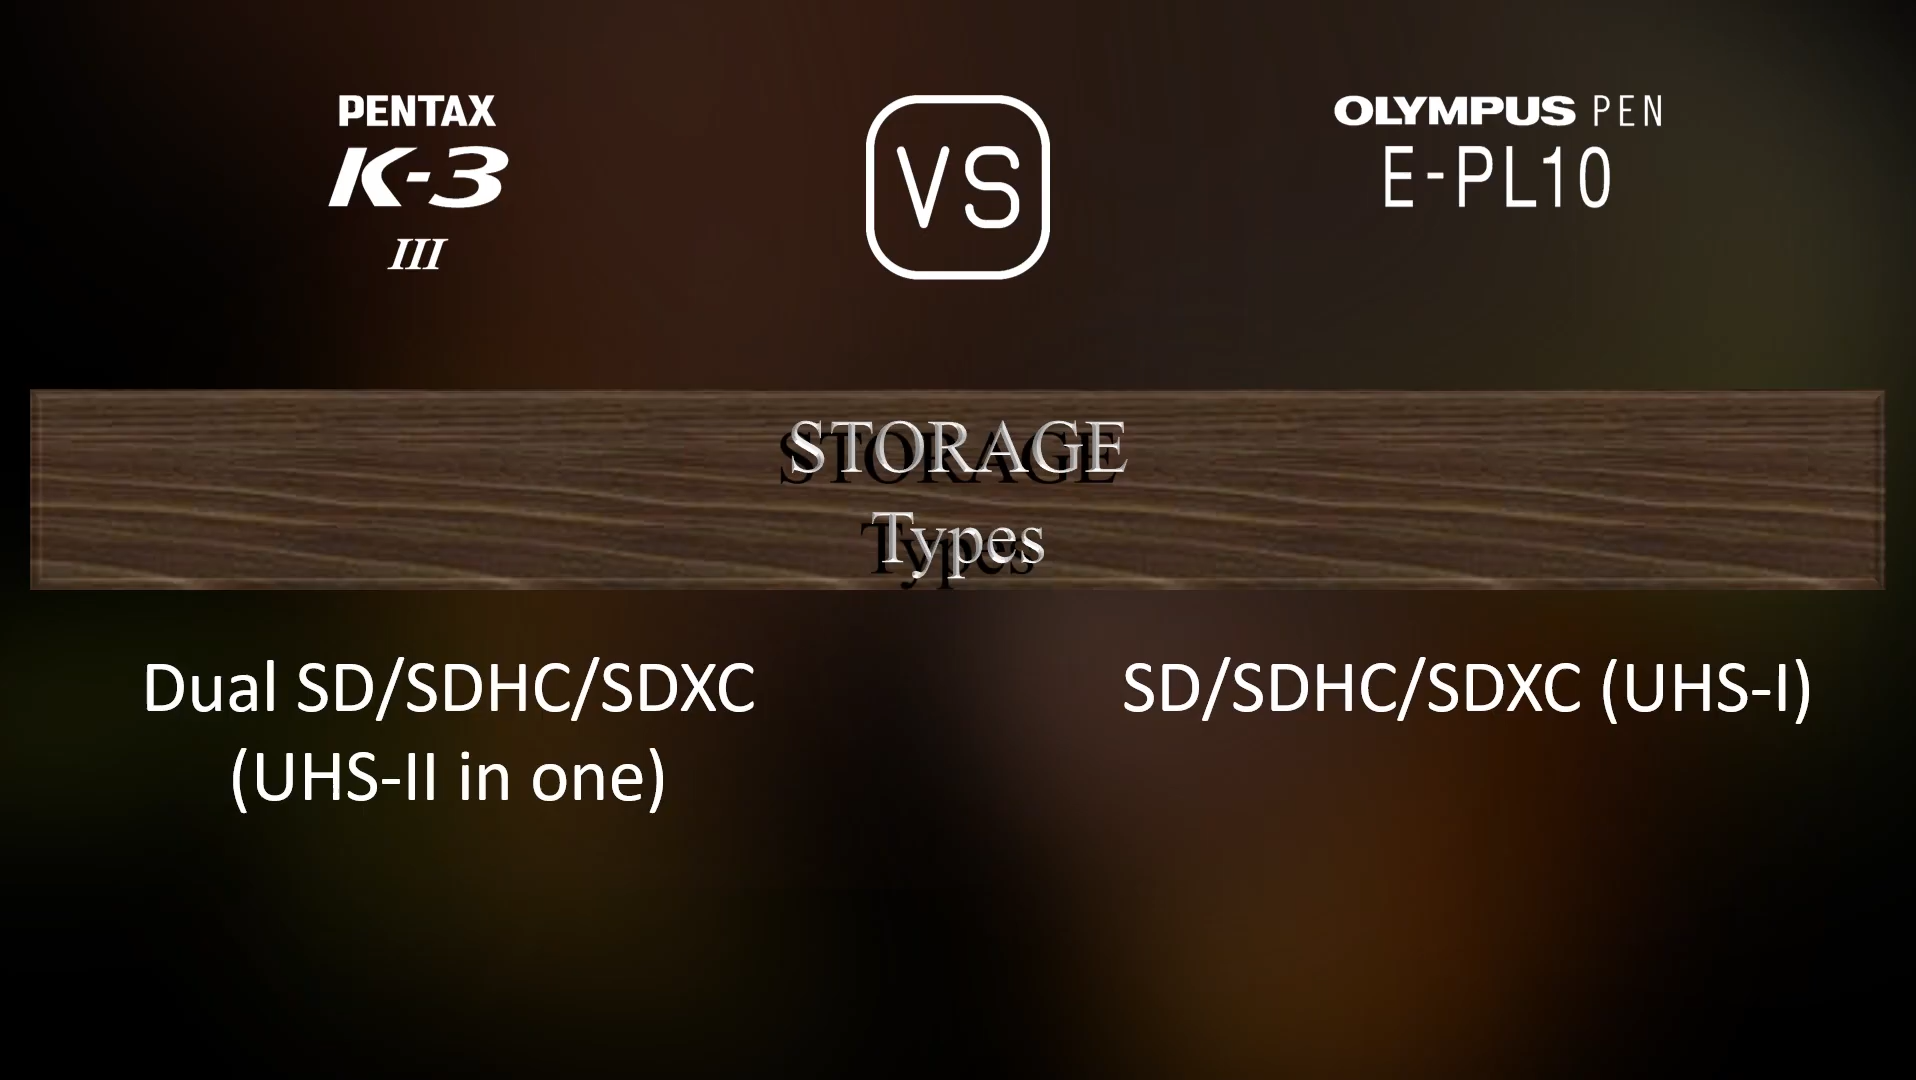 PENTAX
K-3
III
VS
OLYMPUS PEN
E-PL10
STORAGE
Types
Dual SD/SDHC/SDXC
(UHS-II in one)
SD/SDHC/SDXC (UHS-I)